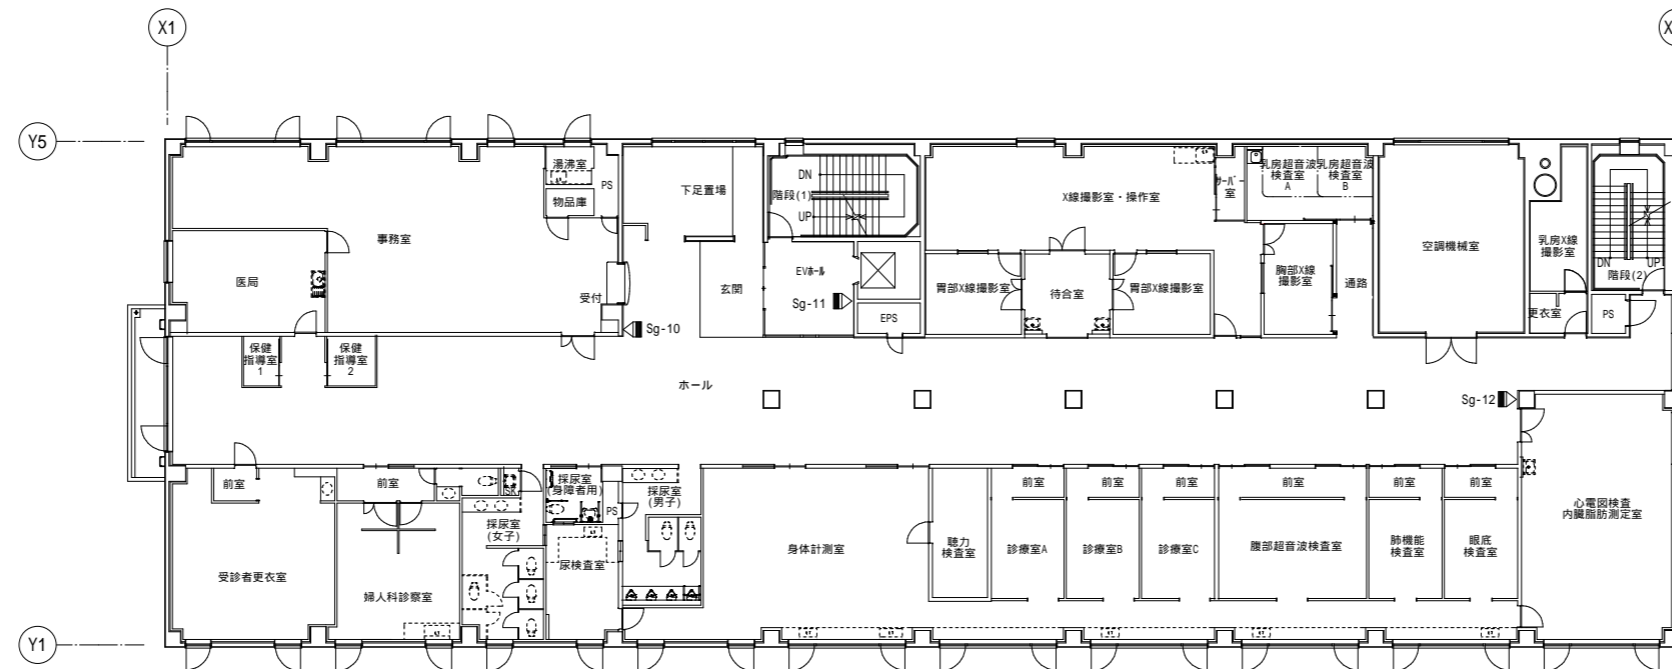 X1
X
Y5
湯沸室
PS
物品庫
事務室
医局
受付
Sg-10
下足置場
玄関
DN
階段(1)
UP
EVホール
Sg-11
EPS
X線撮影室・操作室
サーバー
室
乳房超音波
検査室
A
乳房超音波
検査室
B
胃部X線撮影室
待合室
胃部X線撮影室
胸部X線
撮影室
通路
空調機械室
乳房X線
撮影室
更衣室
DN
UP
階段(2)
PS
保健
指導室
1
保健
指導室
2
ホール
Sg-12
前室
受診者更衣室
前室
婦人科診察室
SK
採尿室
(女子)
採尿室
(身障者用)
PS
尿検査室
採尿室
(男子)
身体計測室
聴力
検査室
前室
診療室A
前室
診療室B
前室
診療室C
前室
腹部超音波検査室
前室
肺機能
検査室
前室
眼底
検査室
心電図検査
内臓脂肪測定室
Y1